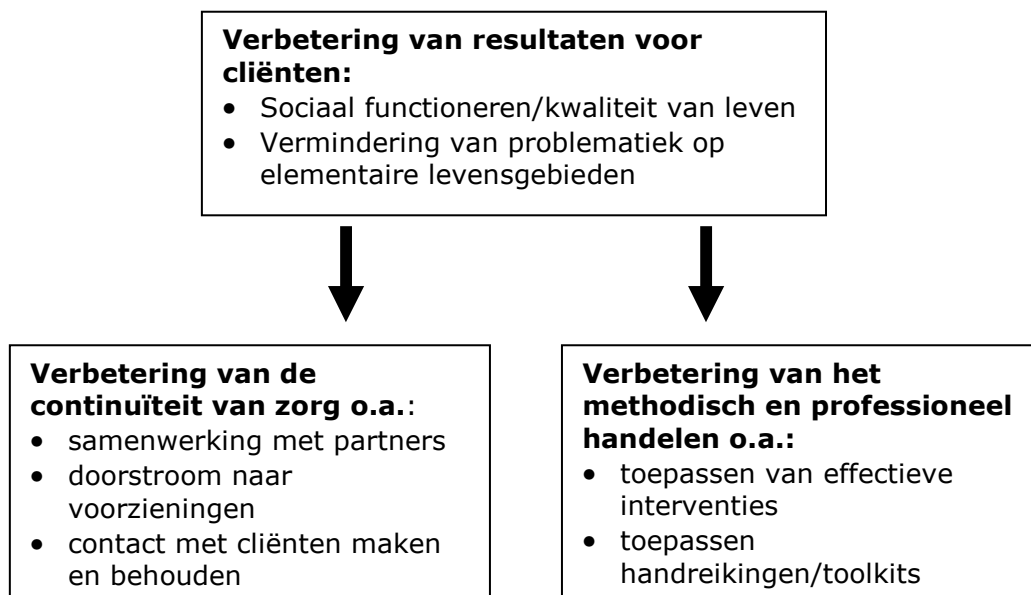 Verbetering van resultaten voor
cliënten:
• Sociaal functioneren/kwaliteit van leven
• Vermindering van problematiek op
elementaire levensgebieden
Verbetering van de
continuïteit van zorg o.a.:
• samenwerking met partners
• doorstroom naar
voorzieningen
• contact met cliënten maken
en behouden
Verbetering van het
methodisch en professioneel
handelen o.a.:
• toepassen van effectieve
interventies
• toepassen
handreikingen/toolkits